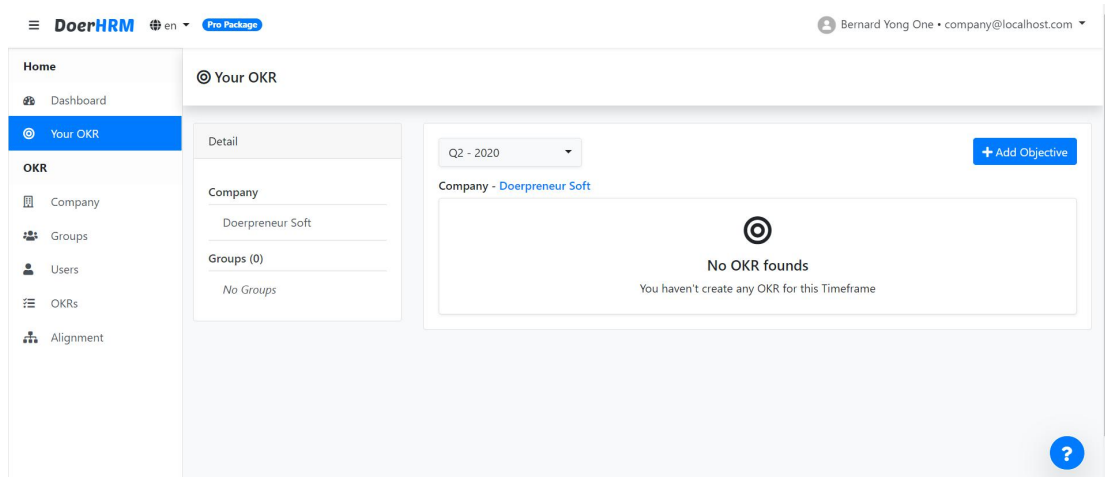 DoerHRM en Pro Package Bernard Yong One • company@localhost.com
Home
Dashboard
Your OKR
OKR
Company
Groups
Users
OKRs
Alignment
Your OKR
Detail
Company
Doerpreneur Soft
Groups (0)
No Groups
Q2 - 2020
+ Add Objective
Company - Doerpreneur Soft
No OKR founds
You haven't create any OKR for this Timeframe
?